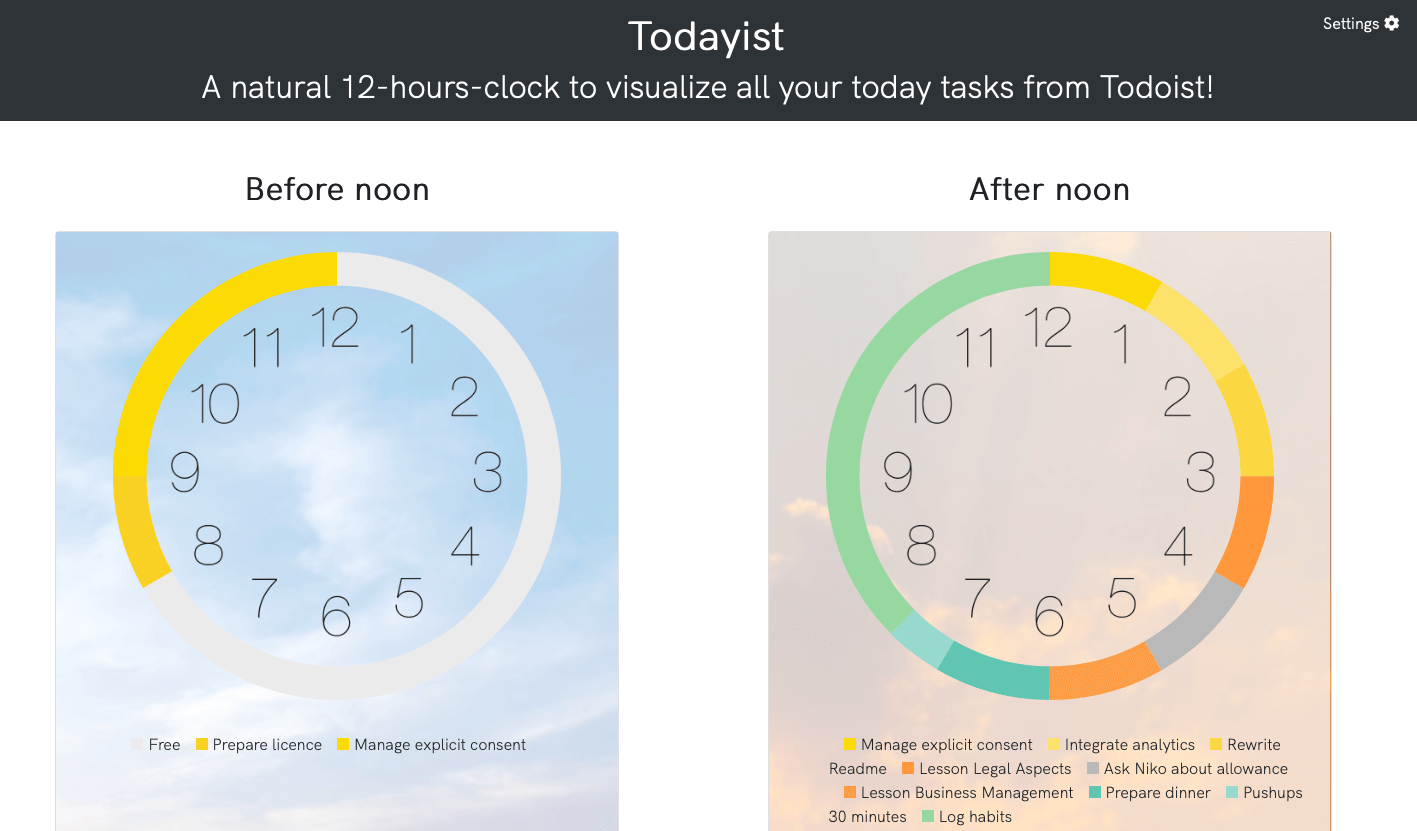 Todayist
Settings
A natural 12-hours-clock to visualize all your today tasks from Todoist!
Before noon
12
11
1
10
2
9
3
8
4
7
5
6
Free Prepare licence Manage explicit consent
After noon
12
11
1
10
2
9
3
8
4
7
5
6
Manage explicit consent Integrate analytics Rewrite
Readme Lesson Legal Aspects Ask Niko about allowance
Lesson Business Management Prepare dinner Pushups
30 minutes Log habits